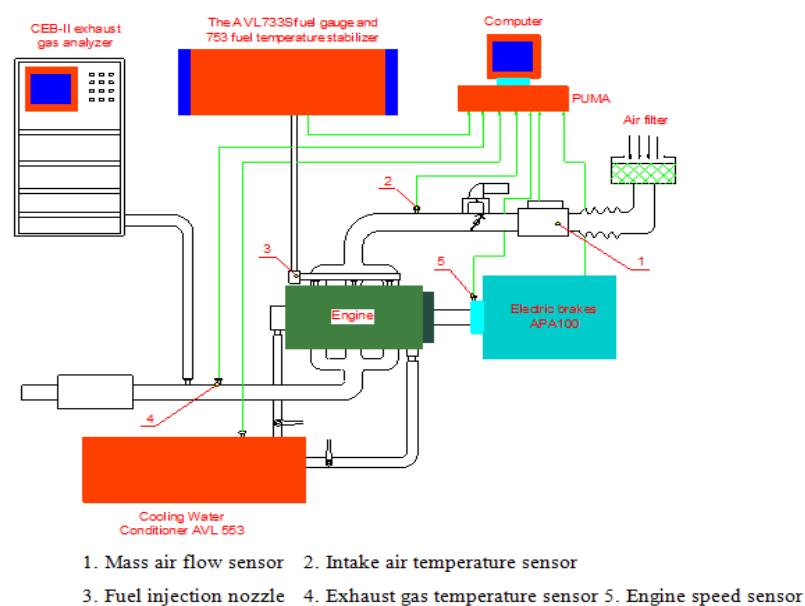 CEB-II exhaust
gas analyzer
The AVL733S fuel gauge and
753 fuel temperature stabilizer
Computer
PUMA
Air filter
2
3
5
1
Engine
Electric brakes
APA100
4
Cooling Water
Conditioner AVL 553
1. Mass air flow sensor 2. Intake air temperature sensor
3. Fuel injection nozzle 4. Exhaust gas temperature sensor 5. Engine speed sensor